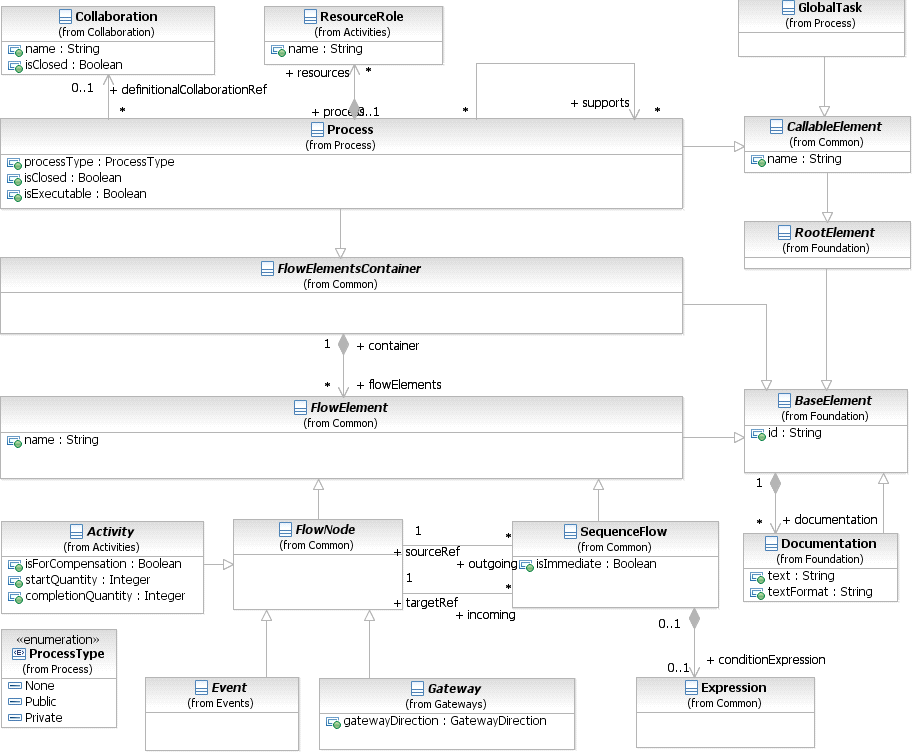 Collaboration
(from Collaboration)
name : String
isClosed : Boolean
ResourceRole
(from Activities)
name : String
GlobalTask
(from Process)
0..1
+ definitionalCollaborationRef
*
+ resources
*
+ process
0..1
*
+ supports
*
Process
(from Process)
processType : ProcessType
isClosed : Boolean
isExecutable : Boolean
CallableElement
(from Common)
name : String
RootElement
(from Foundation)
FlowElementsContainer
(from Common)
1
+ container
*
+ flowElements
FlowElement
(from Common)
name : String
BaseElement
(from Foundation)
id : String
1
*
+ documentation
Activity
(from Activities)
isForCompensation : Boolean
startQuantity : Integer
completionQuantity : Integer
FlowNode
(from Common)
1
*
+ sourceRef
+ outgoing
1
*
+ targetRef
+ incoming
SequenceFlow
(from Common)
isImmediate : Boolean
Documentation
(from Foundation)
text : String
textFormat : String
«enumeration»
ProcessType
(from Process)
None
Public
Private
0..1
0..1
+ conditionExpression
Event
(from Events)
Gateway
(from Gateways)
gatewayDirection : GatewayDirection
Expression
(from Common)